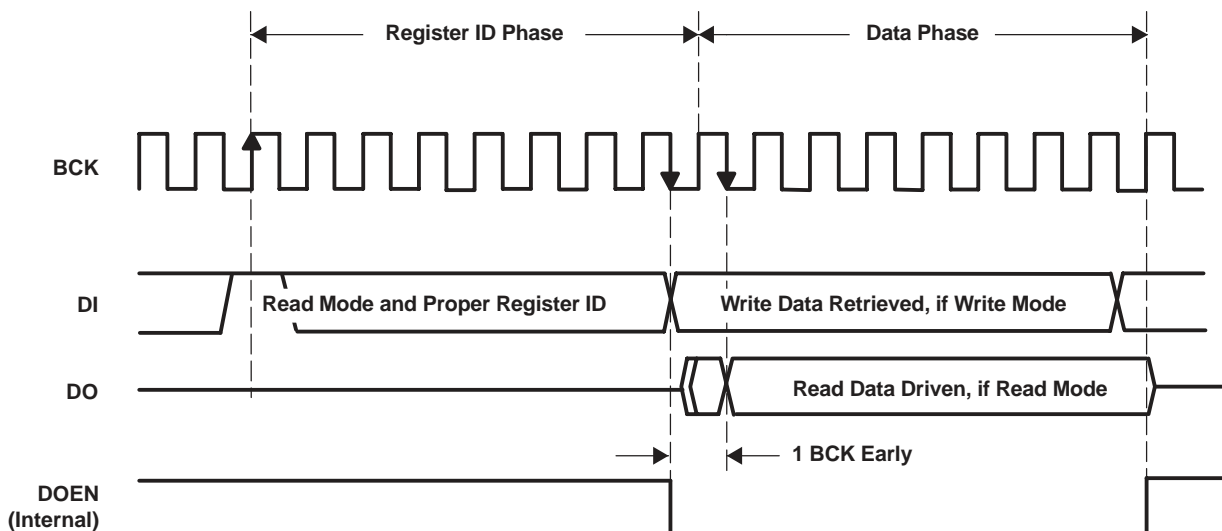 Register ID Phase
Data Phase
BCK
DI
Read Mode and Proper Register ID
Write Data Retrieved, if Write Mode
DO
Read Data Driven, if Read Mode
1 BCK Early
DOEN
(Internal)